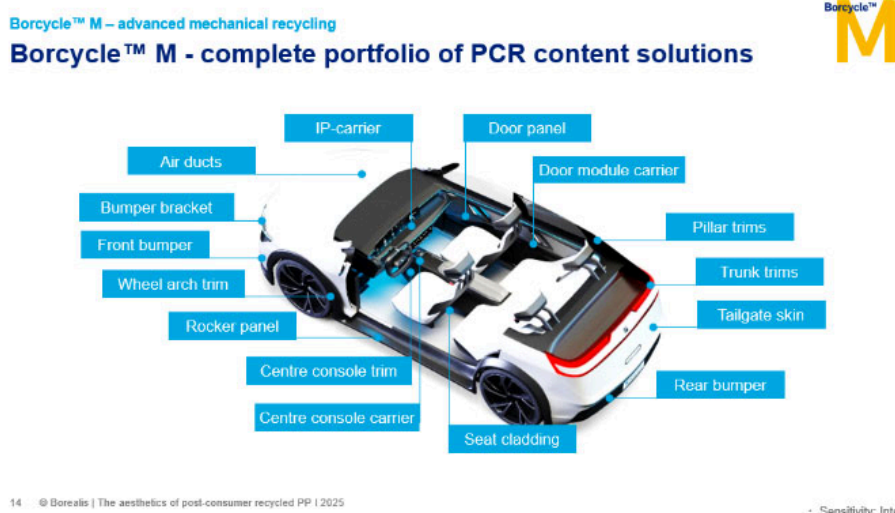 Borcycle™ M – advanced mechanical recycling
Borcycle™ M - complete portfolio of PCR content solutions
Borcycle™
M
IP-carrier
Door panel
Air ducts
Door module carrier
Bumper bracket
Pillar trims
Front bumper
Trunk trims
Wheel arch trim
Tailgate skin
Rocker panel
Centre console trim
Rear bumper
Centre console carrier
Seat cladding
14 © Borealis | The aesthetics of post-consumer recycled PP | 2025
Sensitivity: